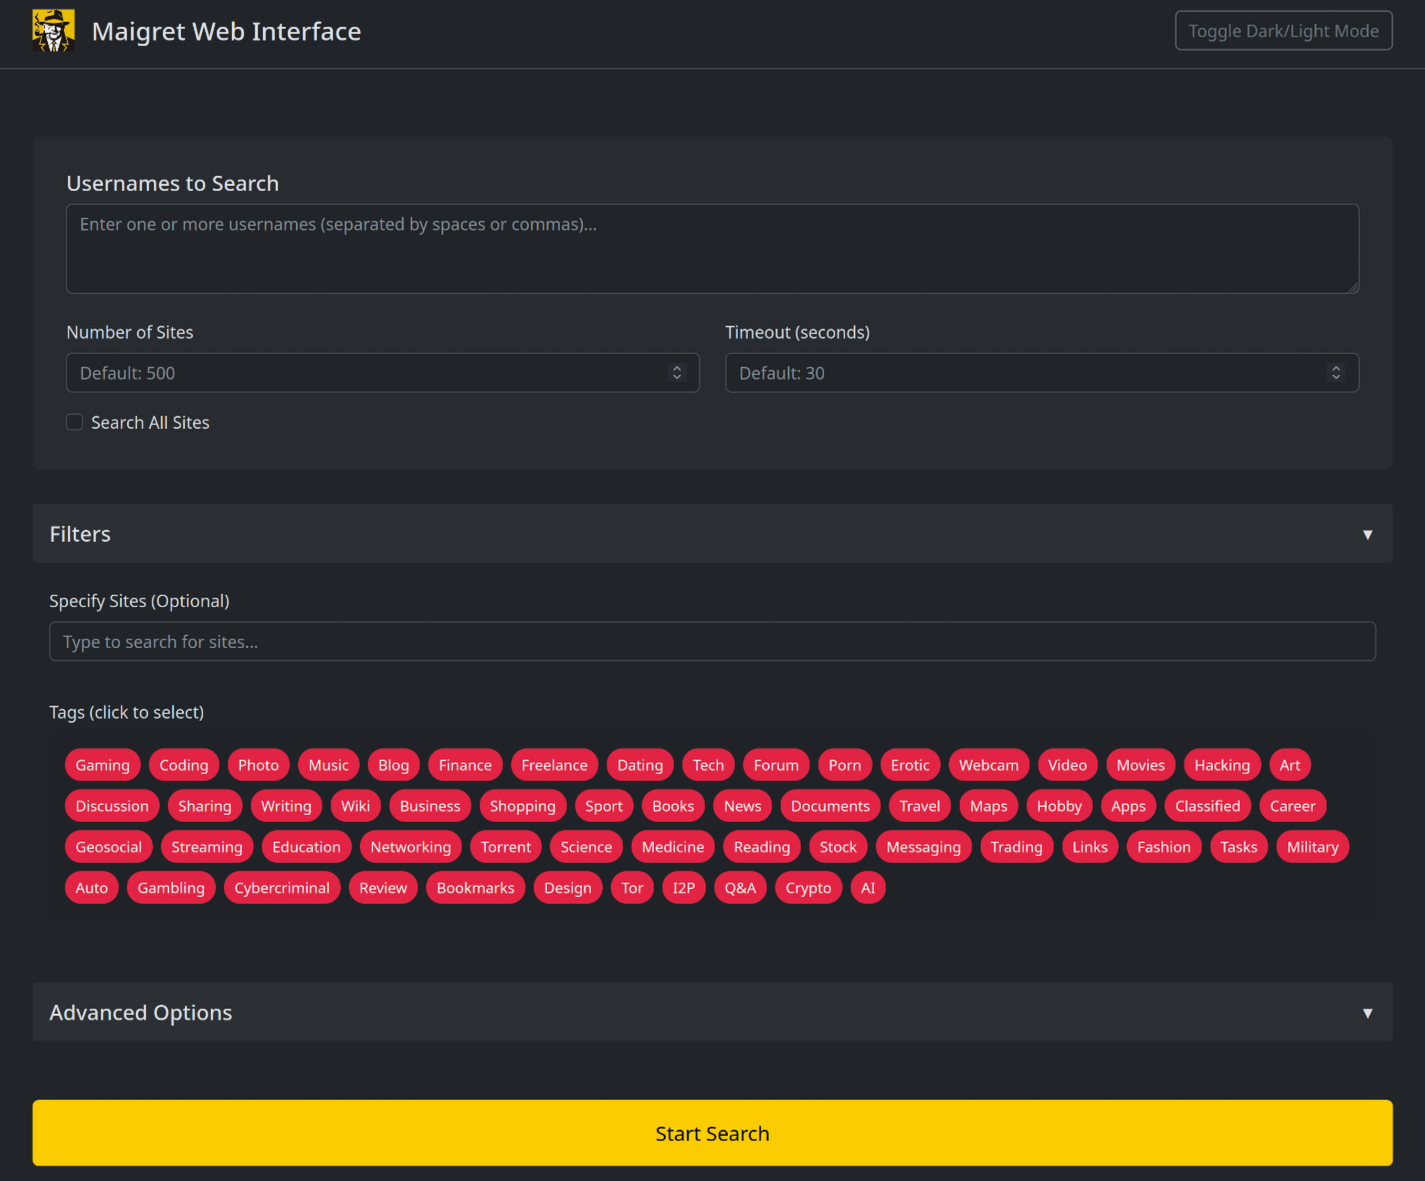 Maigret Web Interface
Toggle Dark/Light Mode
Usernames to Search
Enter one or more usernames (separated by spaces or commas)...
Number of Sites
Timeout (seconds)
Default: 500
Default: 30
Search All Sites
Filters
Specify Sites (Optional)
Type to search for sites...
Tags (click to select)
Gaming Coding Photo Music Blog Finance Freelance Dating Tech Forum Porn Erotic Webcam Video Movies Hacking Art
Discussion Sharing Writing Wiki Business Shopping Sport Books News Documents Travel Maps Hobby Apps Classified Career
Geosocial Streaming Education Networking Torrent Science Medicine Reading Stock Messaging Trading Links Fashion Tasks Military
Auto Gambling Cybercriminal Review Bookmarks Design Tor I2P Q&A Crypto AI
Advanced Options
Start Search